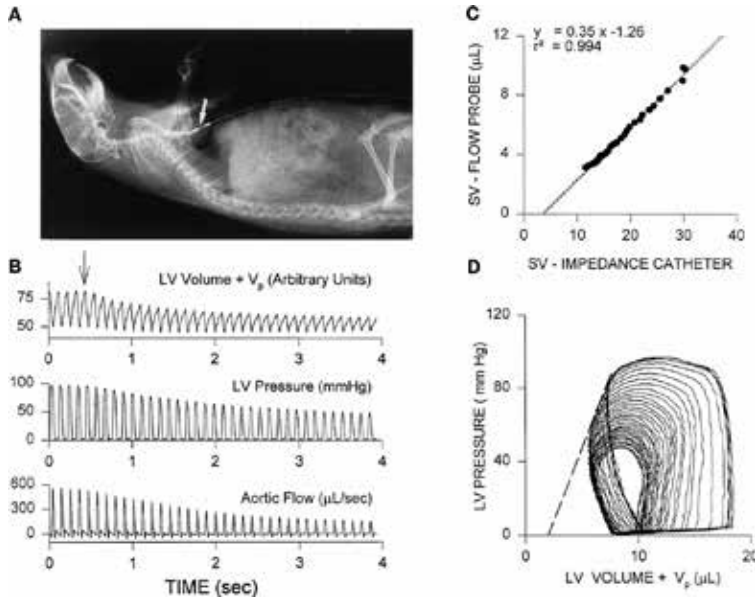 A
B
LV Volume + Vp (Arbitrary Units)
75
50
0 1 2 3 4
LV Pressure (mmHg)
100
50
0
0 1 2 3 4
Aortic Flow (µL/sec)
600
300
0
0 1 2 3 4
TIME (sec)
C
y = 0.35 x -1.26
r² = 0.994
SV - FLOW PROBE (µL)
12
8
4
0
0 10 20 30 40
SV - IMPEDANCE CATHETER
D
LV PRESSURE ( mm Hg)
120
80
40
0
0 10 20
LV VOLUME + Vp (µL)